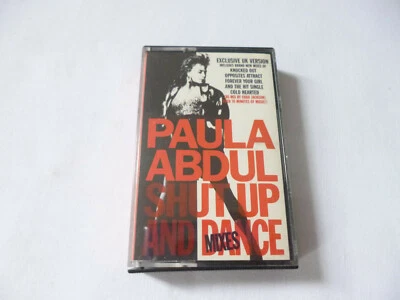 EXCLUSIVE UK VERSION
INCLUDES BRAND NEW MIXES OF
KNOCKED OUT
OPPOSITES ATTRACT
FOREVER YOUR GIRL
AND THE HIT SINGLE
COLD HEARTED
PAULA
ABDUL
SHUT UP
AND DANCE
MIXES